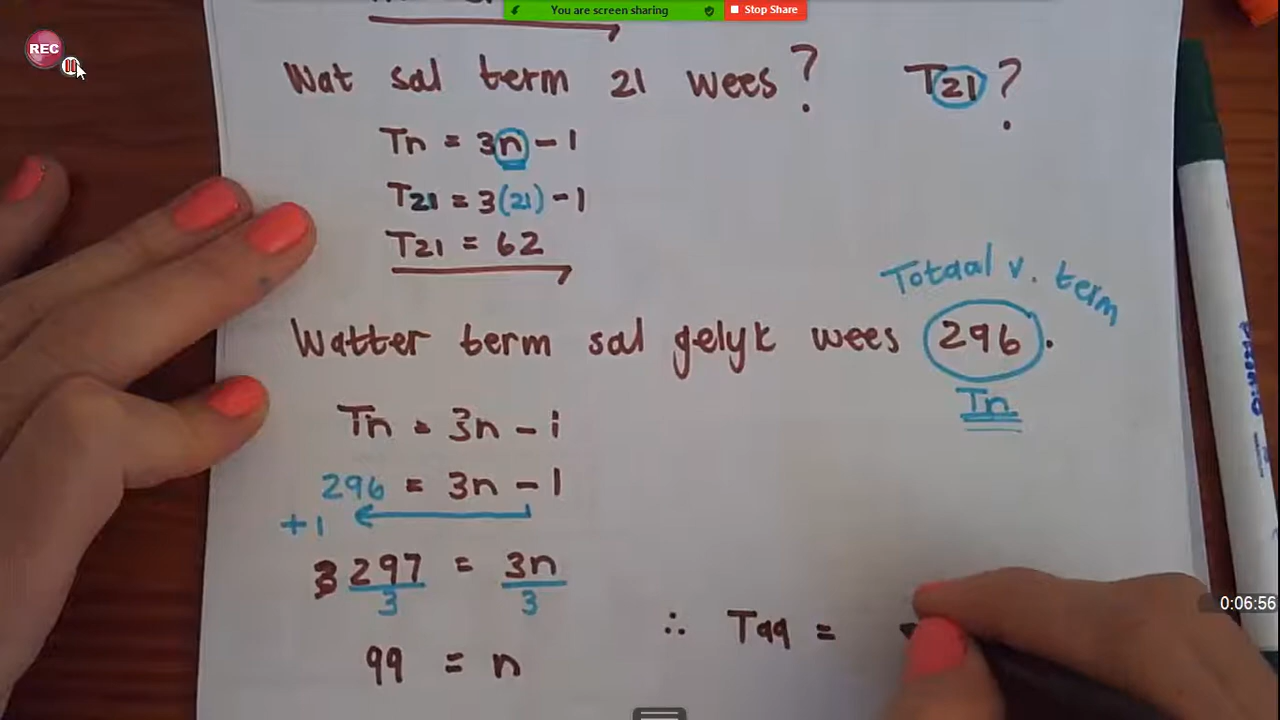 You are screen sharing Stop Share
REC
Wat sal term 21 wees? T21?
Tn = 3n - 1
T21 = 3(21) - 1
T21 = 62
Totaal v. term
Watter term sal gelyk wees 296.
Tn
Tn = 3n - 1
296 = 3n - 1
+1
297/3 = 3n/3
99 = n
∴ T99 =
0:06:56